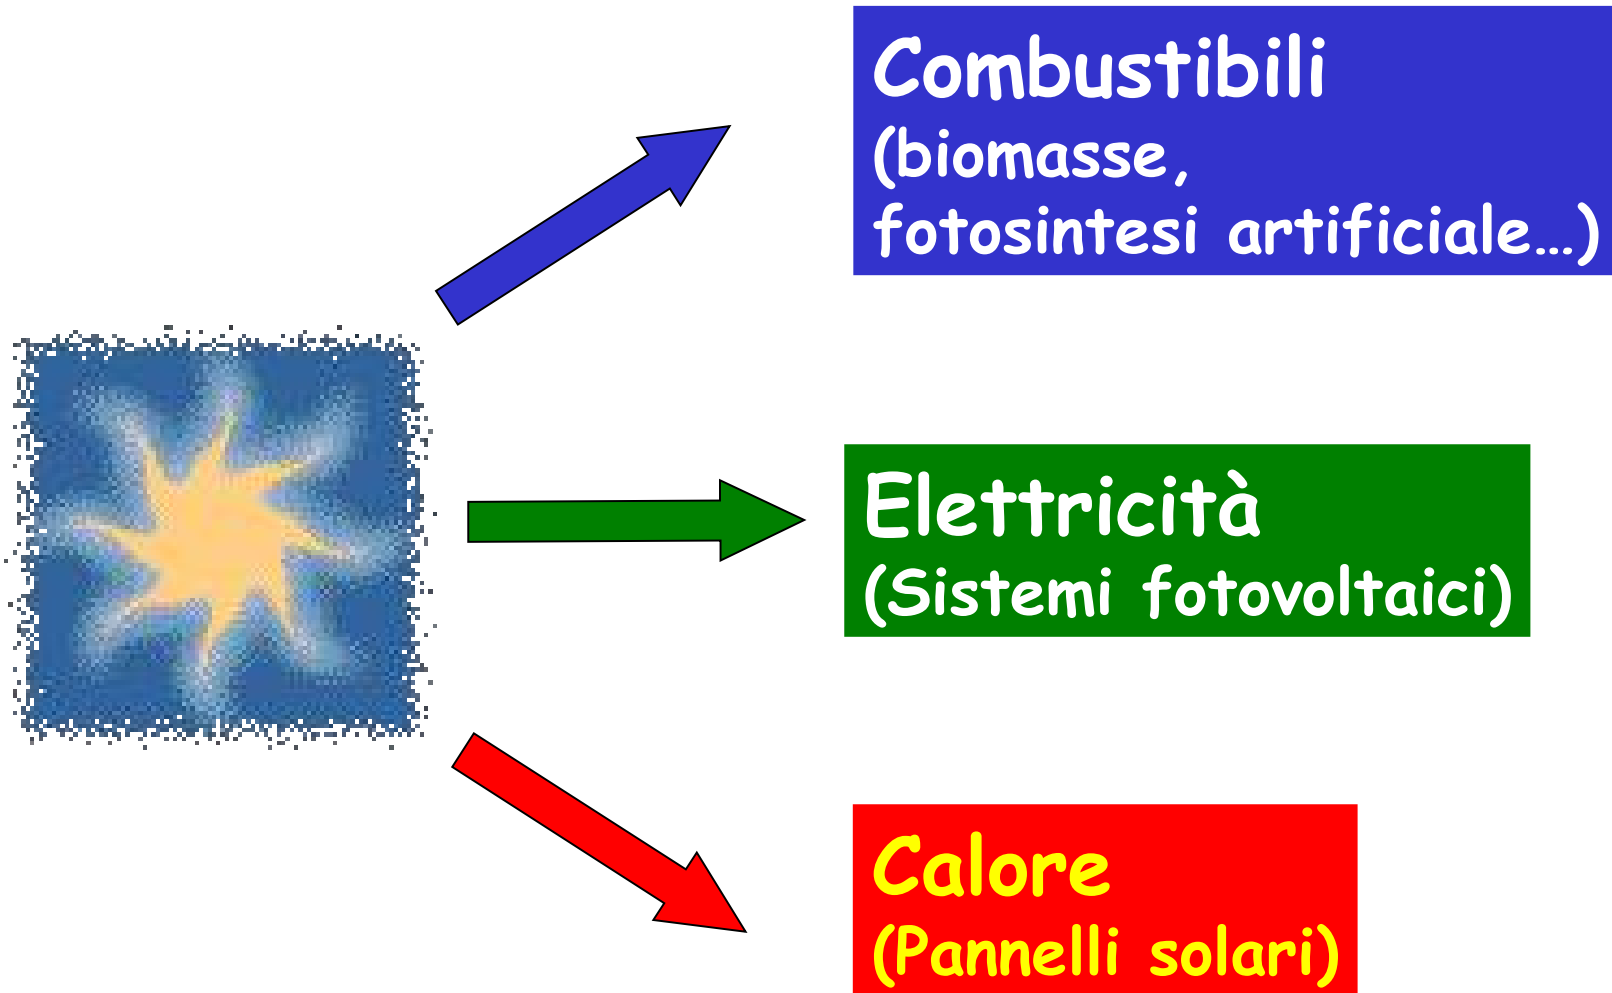 Combustibili
(biomasse,
fotosintesi artificiale…)
Elettricità
(Sistemi fotovoltaici)
Calore
(Pannelli solari)